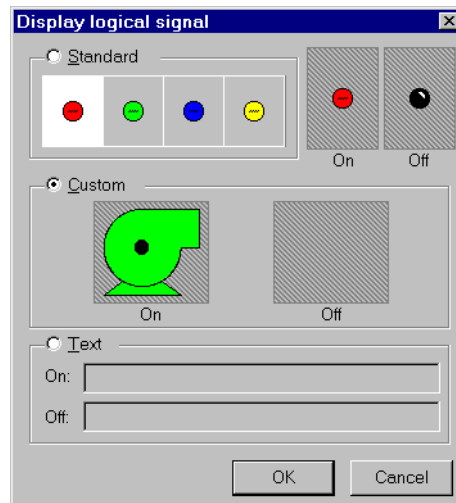 Display logical signal
Standard
On Off
Custom
On Off
Text
On:
Off:
OK Cancel